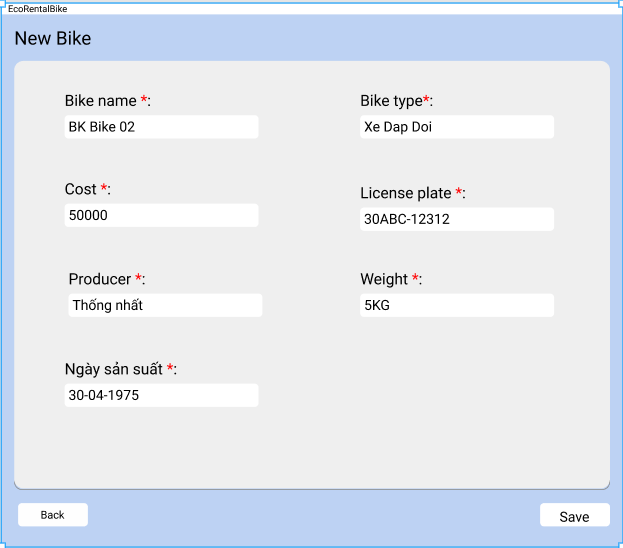 EcoRentalBike
New Bike
Bike name *:
Bike type*:
BK Bike 02
Xe Dap Doi
Cost *:
License plate *:
50000
30ABC-12312
Producer *:
Weight *:
Thống nhất
5KG
Ngày sản suất *:
30-04-1975
Back
Save